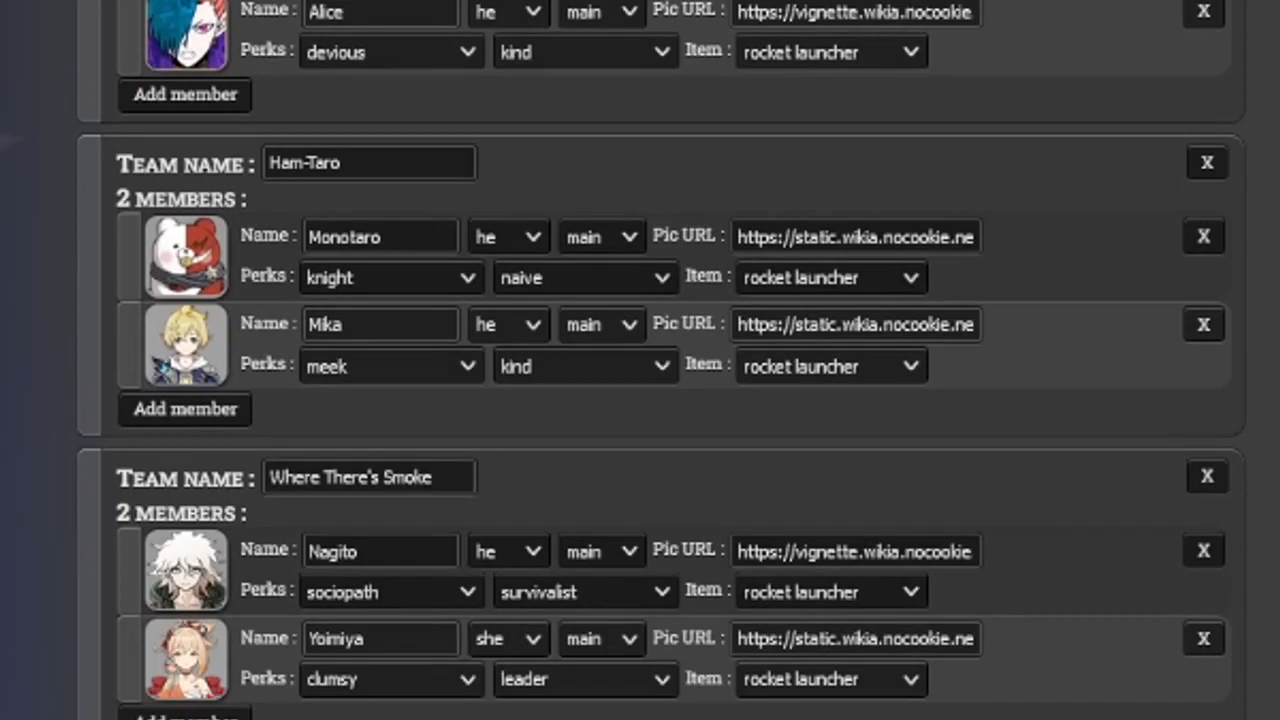 Name : Alice he main Pic URL : https://vignette.wikia.nocookie X
Perks : devious kind Item : rocket launcher
Add member
TEAM NAME : Ham-Taro X
2 MEMBERS :
Name : Monotaro he main Pic URL : https://static.wikia.nocookie.ne X
Perks : knight naive Item : rocket launcher
Name : Mika he main Pic URL : https://static.wikia.nocookie.ne X
Perks : meek kind Item : rocket launcher
Add member
TEAM NAME : Where There's Smoke X
2 MEMBERS :
Name : Nagito he main Pic URL : https://vignette.wikia.nocookie X
Perks : sociopath survivalist Item : rocket launcher
Name : Yoimiya she main Pic URL : https://static.wikia.nocookie.ne X
Perks : clumsy leader Item : rocket launcher
Add member